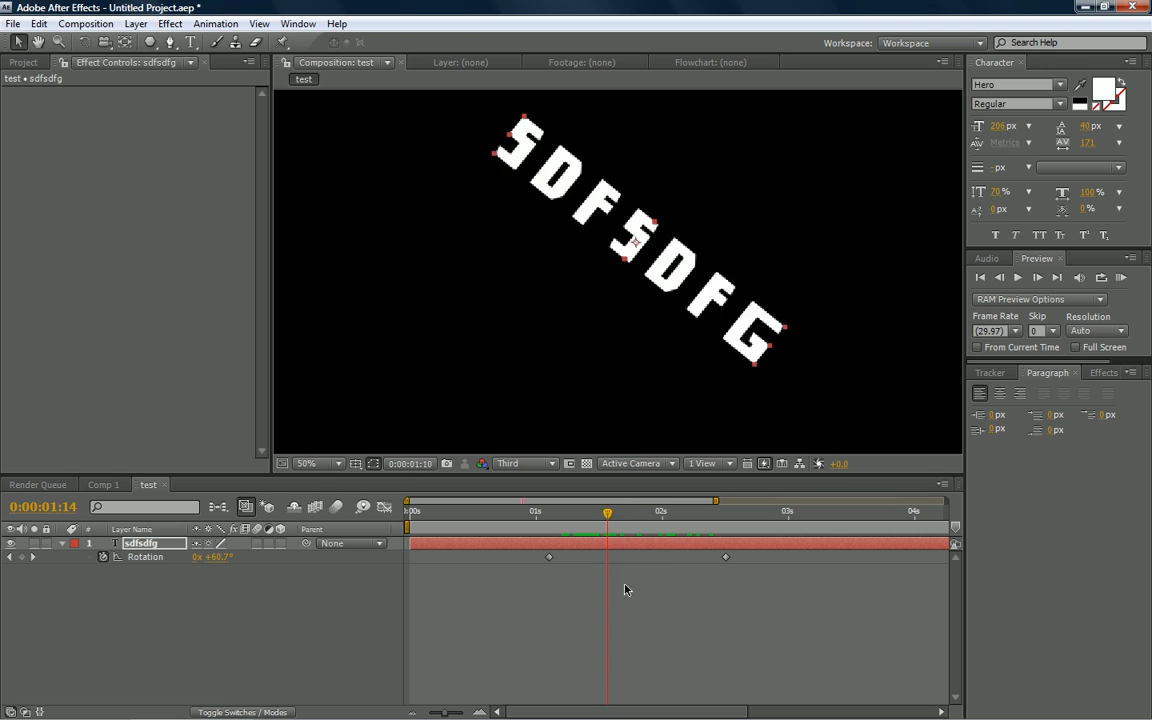 Adobe After Effects - Untitled Project.aep *
File Edit Composition Layer Effect Animation View Window Help
Workspace: Workspace Search Help
Project Effect Controls: sdfsdfg
test • sdfsdfg
Composition: test Layer: (none) Footage: (none) Flowchart: (none)
test
SDFSDFG
50% 0:00:01:10 Third Active Camera 1 View +0.0
Character
Hero
Regular
206 px 40 px
Metrics 171
- px
70 % 100 %
0 px 0 %
T T TT Tr T¹ T₁
Audio Preview
RAM Preview Options
Frame Rate Skip Resolution
(29.97) 0 Auto
From Current Time Full Screen
Tracker Paragraph Effects
0 px 0 px 0 px
0 px 0 px
Render Queue Comp 1 test
0:00:01:14
:00s 01s 02s 03s 04s
# Layer Name Parent
1 T sdfsdfg None
Rotation 0x +60.7°
Toggle Switches / Modes